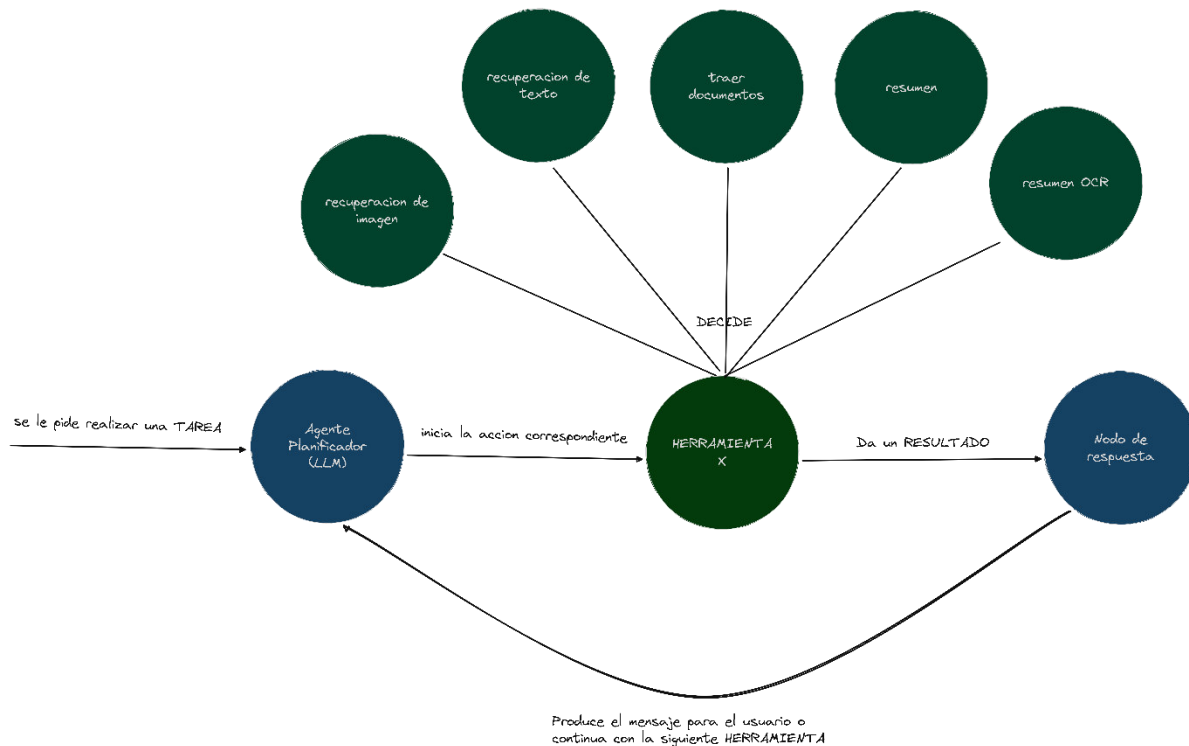 recuperacion de
texto
traer
documentos
resumen
resumen OCR
recuperacion de
imagen
DECIDE
se le pide realizar una TAREA
Agente
Planificador
(LLM)
inicia la accion correspondiente
HERRAMIENTA
X
Da un RESULTADO
Nodo de
respuesta
Produce el mensaje para el usuario o
continua con la siguiente HERRAMIENTA